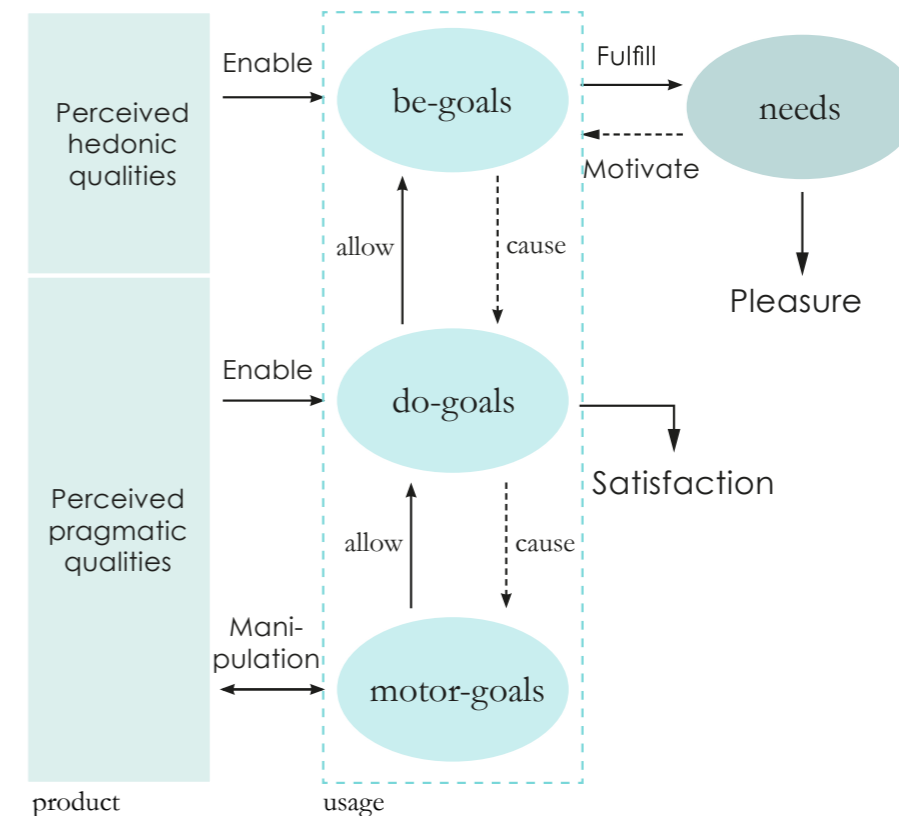 Perceived
hedonic
qualities
Enable
be-goals
Fulfill
needs
Motivate
allow
cause
Pleasure
Enable
do-goals
Satisfaction
Perceived
pragmatic
qualities
allow
cause
Mani-
pulation
motor-goals
product
usage